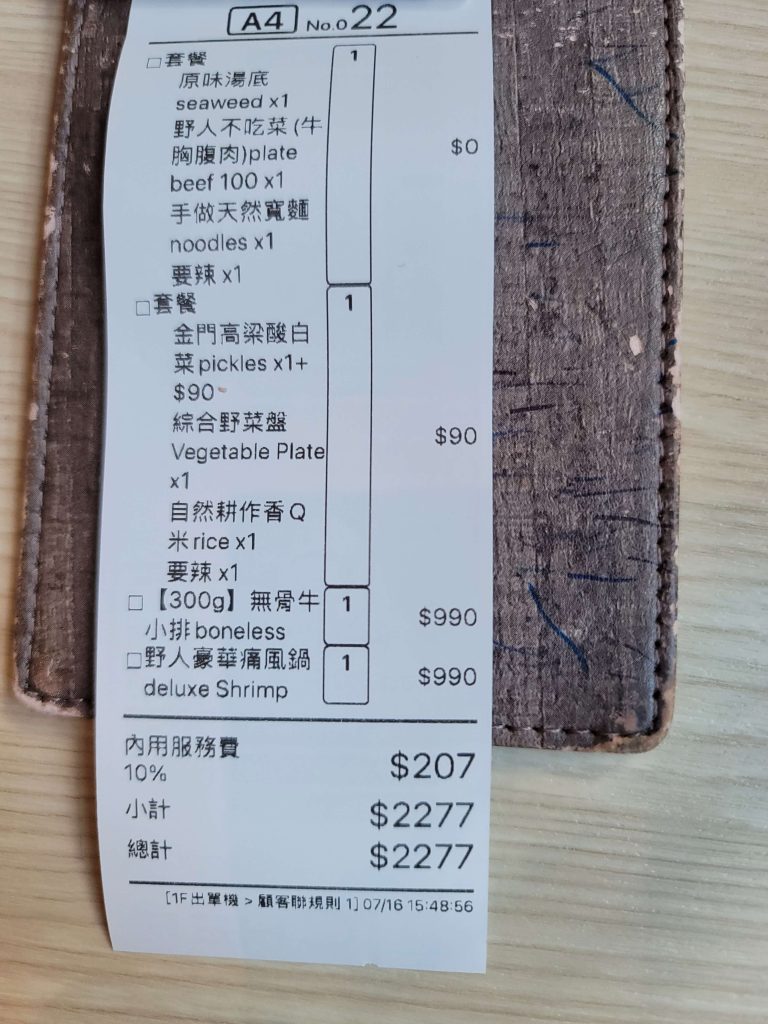 A4 No.022
□套餐 1
原味湯底
seaweed x1
野人不吃菜(牛
胸腹肉)plate $0
beef 100 x1
手做天然寬麵
noodles x1
要辣 x1
□套餐 1
金門高梁酸白
菜pickles x1+
$90
綜合野菜盤
Vegetable Plate $90
x1
自然耕作香Q
米rice x1
要辣 x1
□【300g】無骨牛 1 $990
小排boneless
□野人豪華痛風鍋 1 $990
deluxe Shrimp
內用服務費
10% $207
小計 $2277
總計 $2277
[1F出單機 > 顧客聯規則 1] 07/16 15:48:56